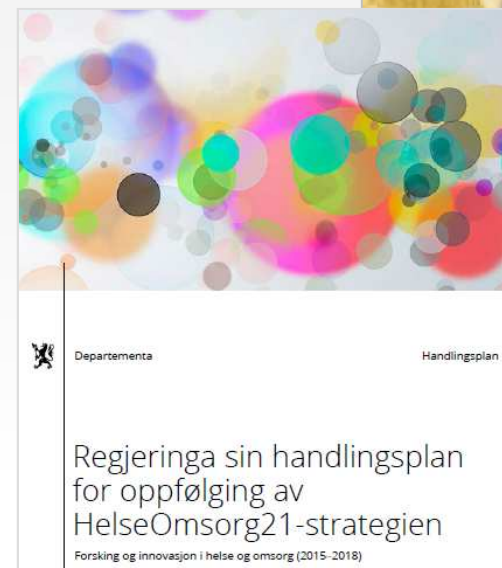 Departementa
Handlingsplan
Regjeringa sin handlingsplan
for oppfølging av
HelseOmsorg21-strategien
Forsking og innovasjon i helse og omsorg (2015–2018)